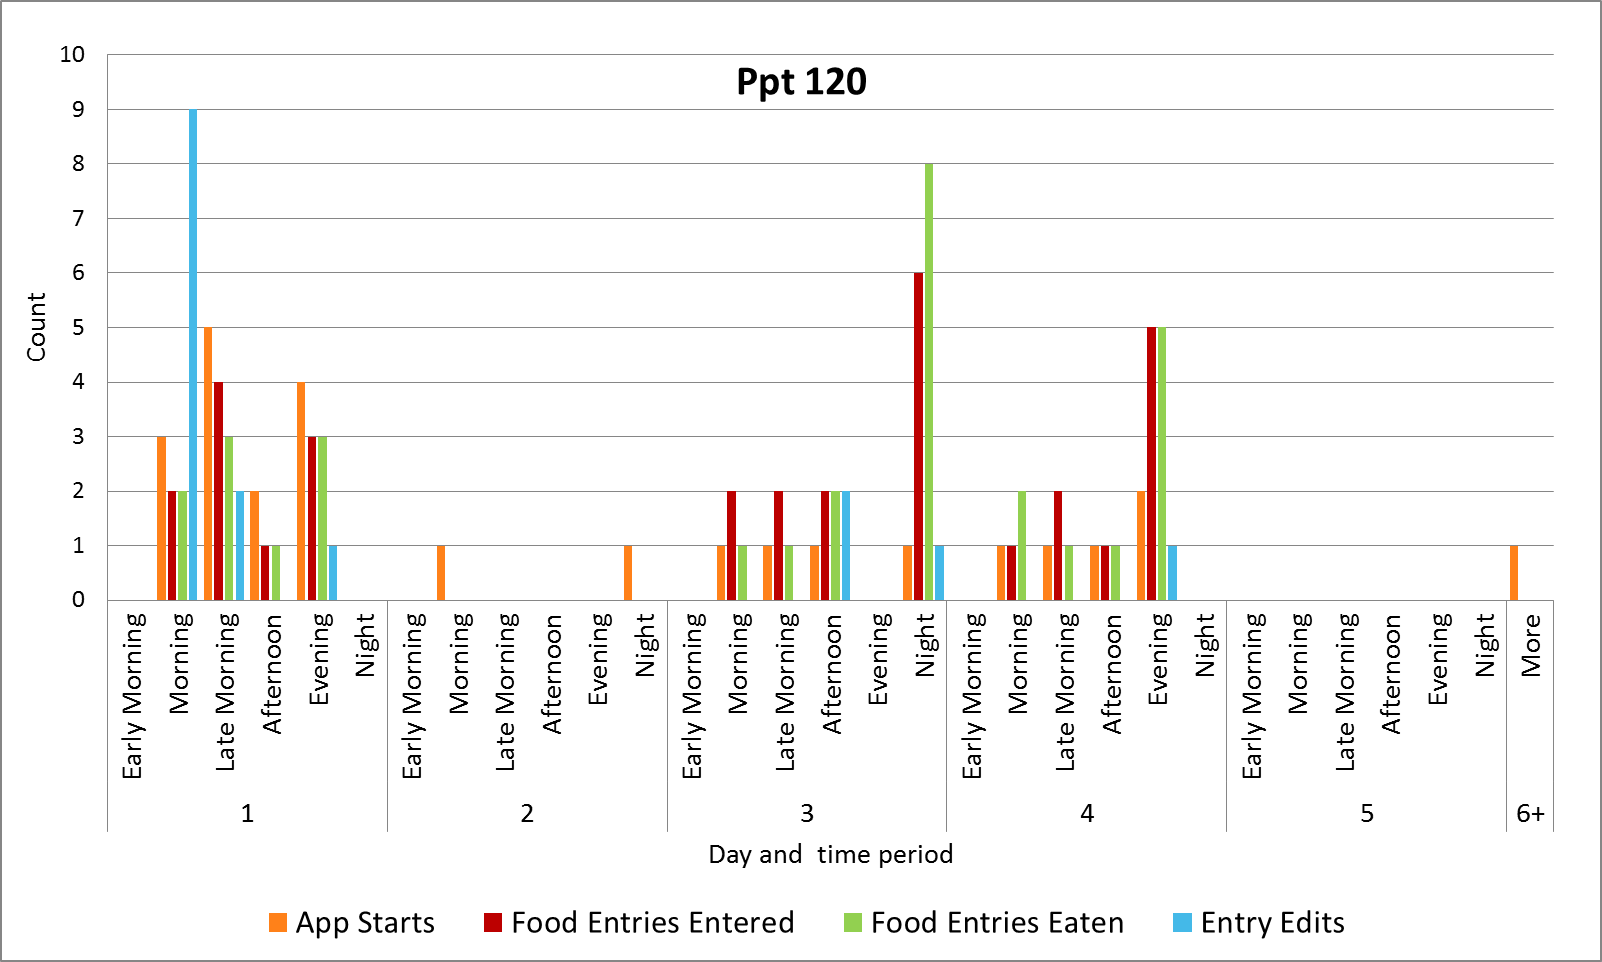 Ppt 120
10
9
8
7
6
5
4
3
2
1
0
Count
Early Morning
Morning
Late Morning
Afternoon
Evening
Night
Early Morning
Morning
Late Morning
Afternoon
Evening
Night
Early Morning
Morning
Late Morning
Afternoon
Evening
Night
Early Morning
Morning
Late Morning
Afternoon
Evening
Night
Early Morning
Morning
Late Morning
Afternoon
Evening
Night
More
1 2 3 4 5 6+
Day and  time period
App Starts Food Entries Entered Food Entries Eaten Entry Edits